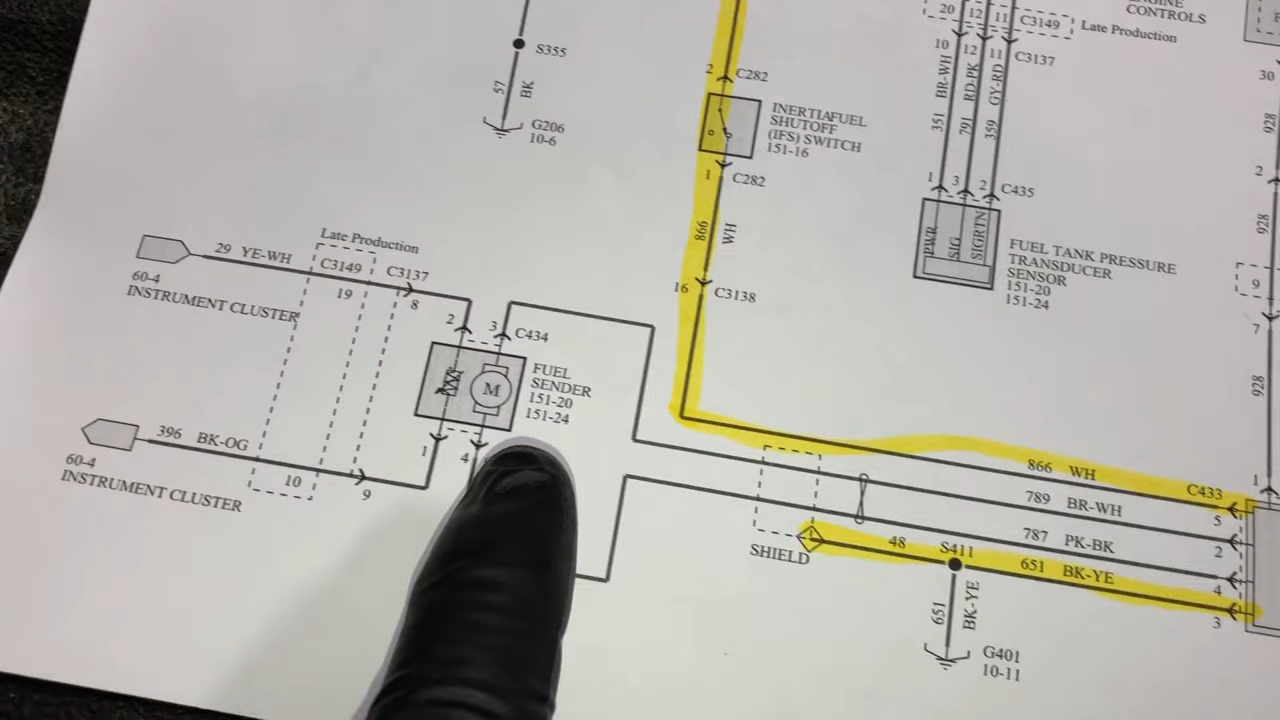 ENGINE
CONTROLS
20
12
11
C3149
Late Production
10
12
11
C3137
351
BR-WH
791
RD-PK
359
GY-RD
1
3
2
C435
PWR
SIG
SIGRTN
FUEL TANK PRESSURE
TRANSDUCER
SENSOR
151-20
151-24
S355
57
BK
G206
10-6
2
C282
INERTIAFUEL
SHUTOFF
(IFS) SWITCH
151-16
1
C282
866
WH
16
C3138
30
928
2
928
9
7
928
1
29
YE-WH
Late Production
C3149
C3137
19
8
60-4
INSTRUMENT CLUSTER
2
3
C434
M
FUEL
SENDER
151-20
151-24
1
4
396
BK-OG
10
9
60-4
INSTRUMENT CLUSTER
866
WH
C433
5
789
BR-WH
2
787
PK-BK
4
SHIELD
48
S411
651
BK-YE
3
651
BK-YE
G401
10-11